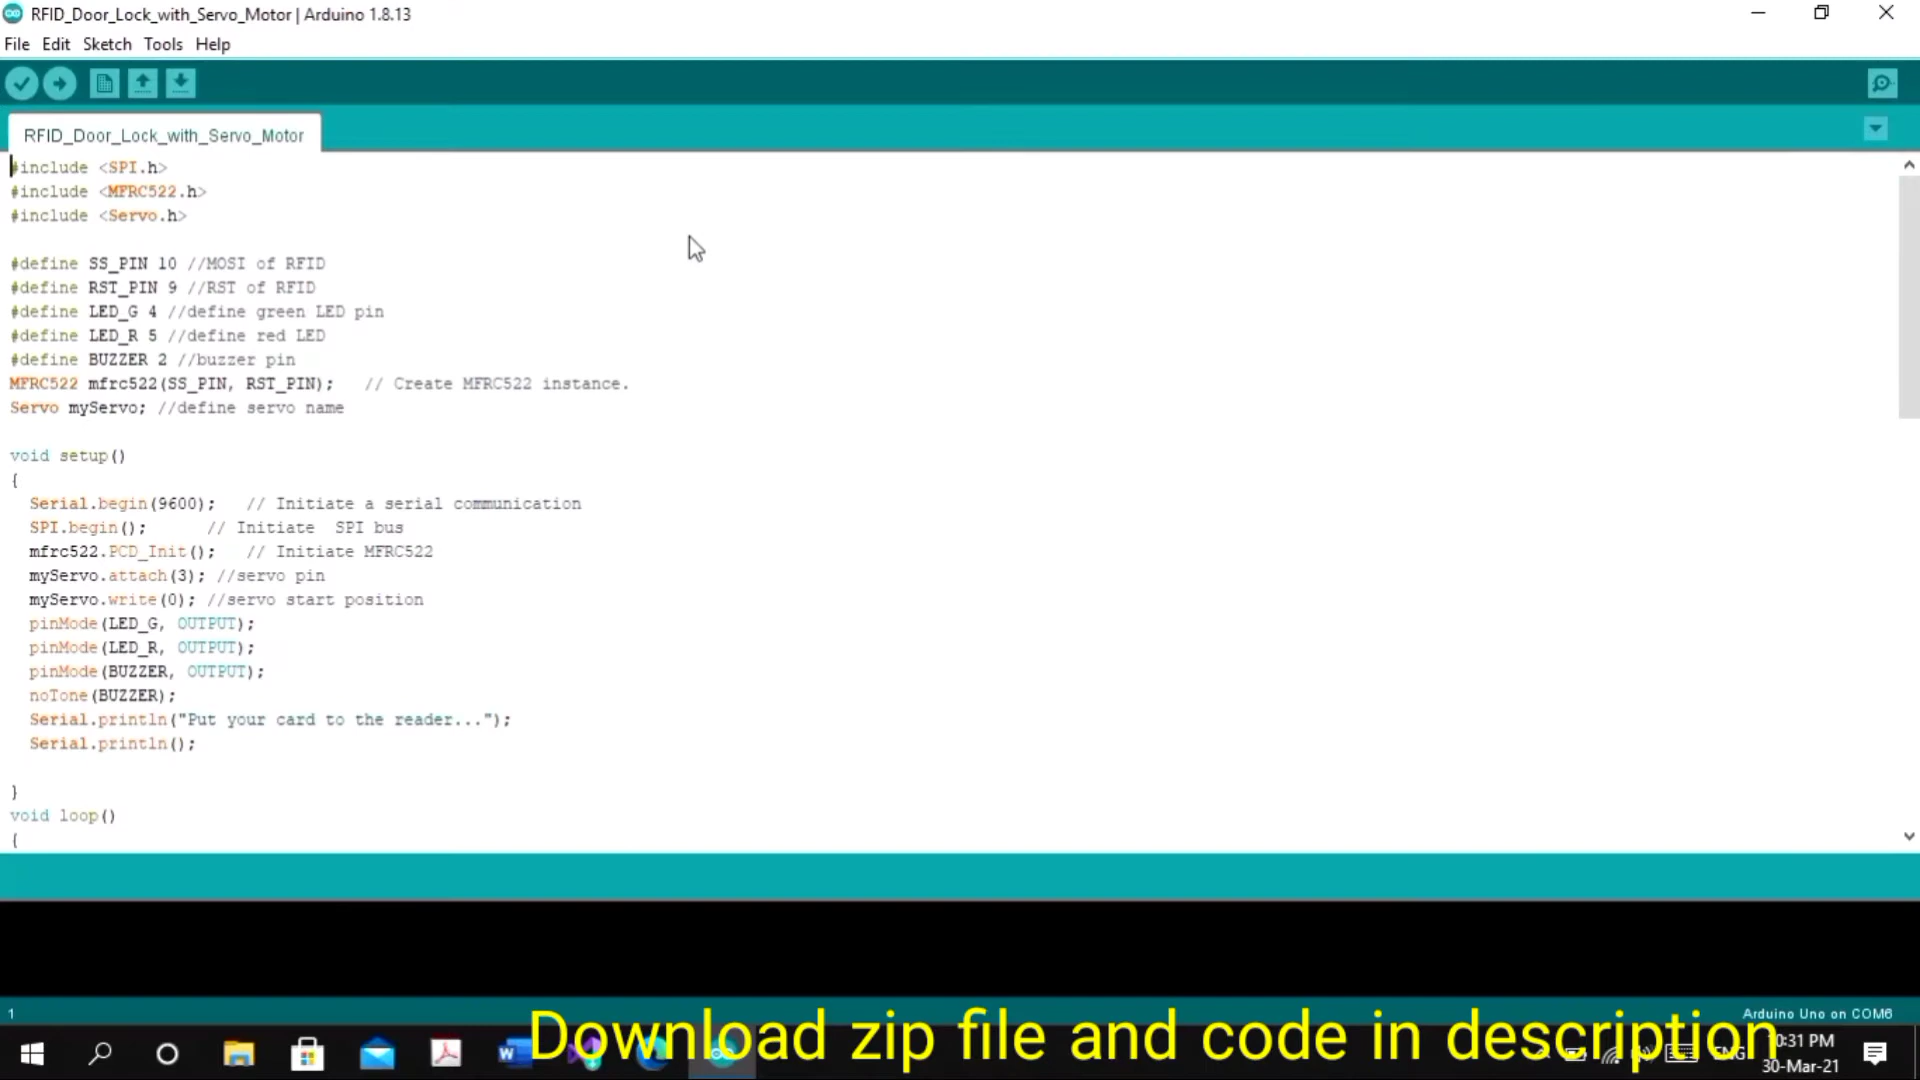 RFID_Door_Lock_with_Servo_Motor | Arduino 1.8.13
File Edit Sketch Tools Help
RFID_Door_Lock_with_Servo_Motor
#include <SPI.h>
#include <MFRC522.h>
#include <Servo.h>
#define SS_PIN 10 //MOSI of RFID
#define RST_PIN 9 //RST of RFID
#define LED_G 4 //define green LED pin
#define LED_R 5 //define red LED
#define BUZZER 2 //buzzer pin
MFRC522 mfrc522(SS_PIN, RST_PIN);   // Create MFRC522 instance.
Servo myServo; //define servo name
void setup()
{
  Serial.begin(9600);   // Initiate a serial communication
  SPI.begin();      // Initiate  SPI bus
  mfrc522.PCD_Init();   // Initiate MFRC522
  myServo.attach(3); //servo pin
  myServo.write(0); //servo start position
  pinMode(LED_G, OUTPUT);
  pinMode(LED_R, OUTPUT);
  pinMode(BUZZER, OUTPUT);
  noTone(BUZZER);
  Serial.println("Put your card to the reader...");
  Serial.println();
}
void loop()
{
1
Arduino Uno on COM6
Download zip file and code in description
ENG
0:31 PM
30-Mar-21